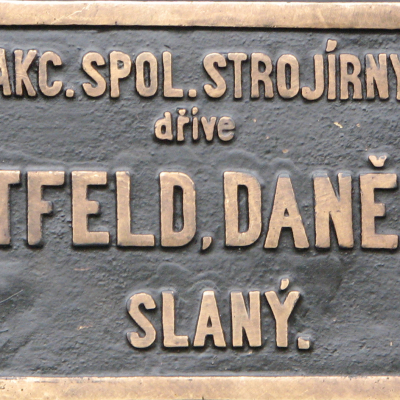 AKC. SPOL. STROJÍRNY
dříve
TFELD, DANĚ
SLANÝ.